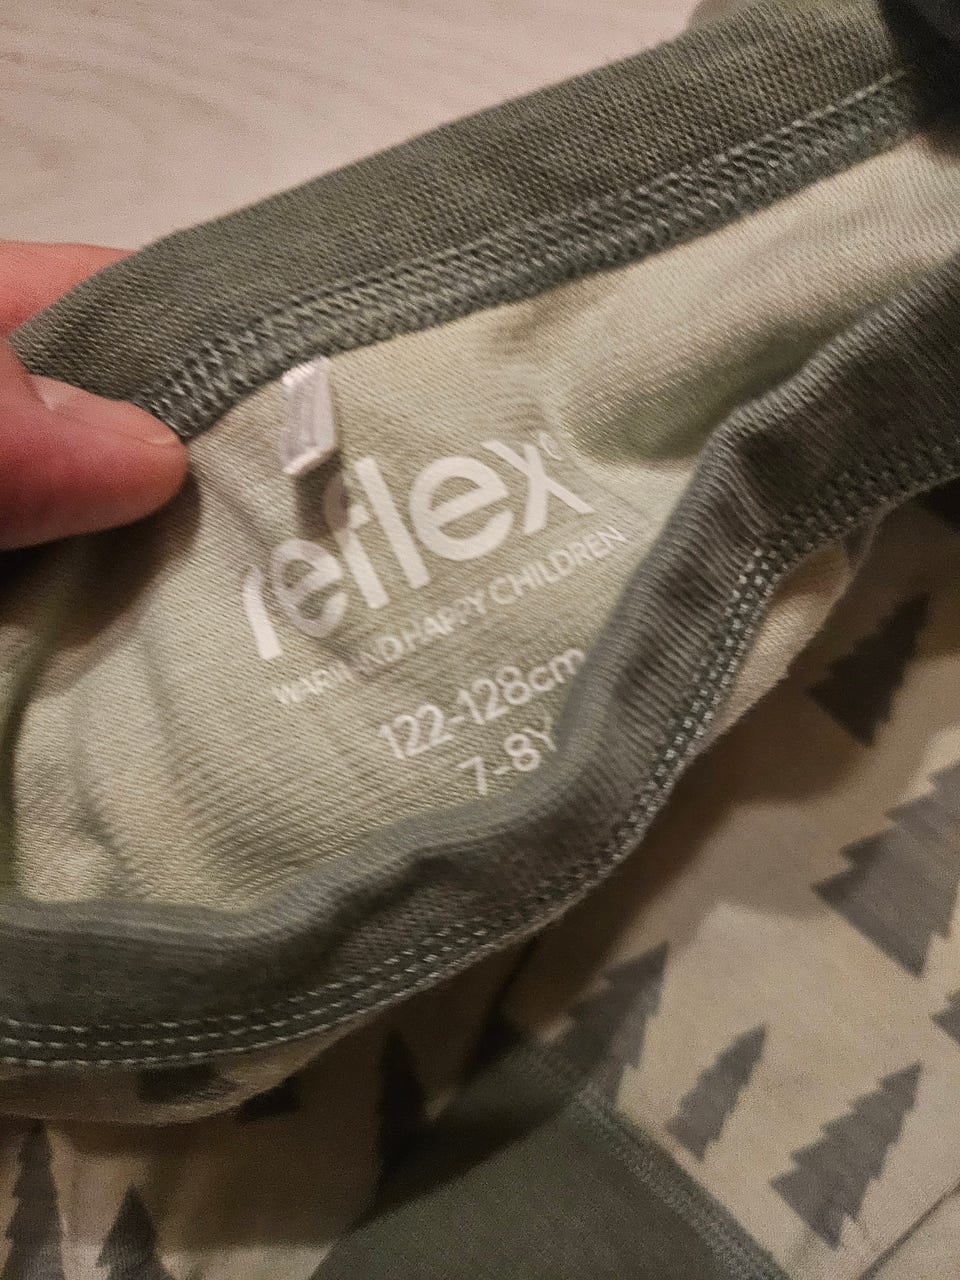 reflex®
WARM AND HAPPY CHILDREN
122-128cm
7-8Y